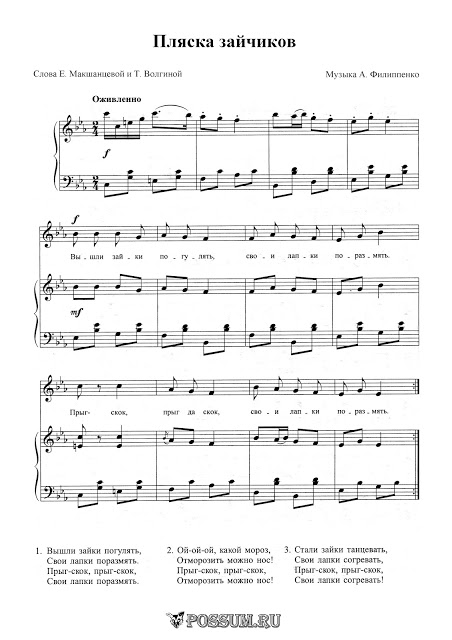 Пляска зайчиков
Слова Е. Макшанцевой и Т. Волгиной
Музыка А. Филиппенко
Оживленно
f
f
Вы - шли зай - ки по - гу - лять, сво - и лап - ки по - раз - мять.
mf
Прыг- скок, прыг да скок, сво - и лап - ки по - раз - мять.
1. Вышли зайки погулять,
Свои лапки поразмять.
Прыг-скок, прыг-скок,
Свои лапки поразмять.
2. Ой-ой-ой, какой мороз,
Отморозить можно нос!
Прыг-скок, прыг-скок,
Отморозить можно нос!
3. Стали зайки танцевать,
Свои лапки согревать,
Прыг-скок, прыг-скок;
Свои лапки согревать!
POSSUM.RU